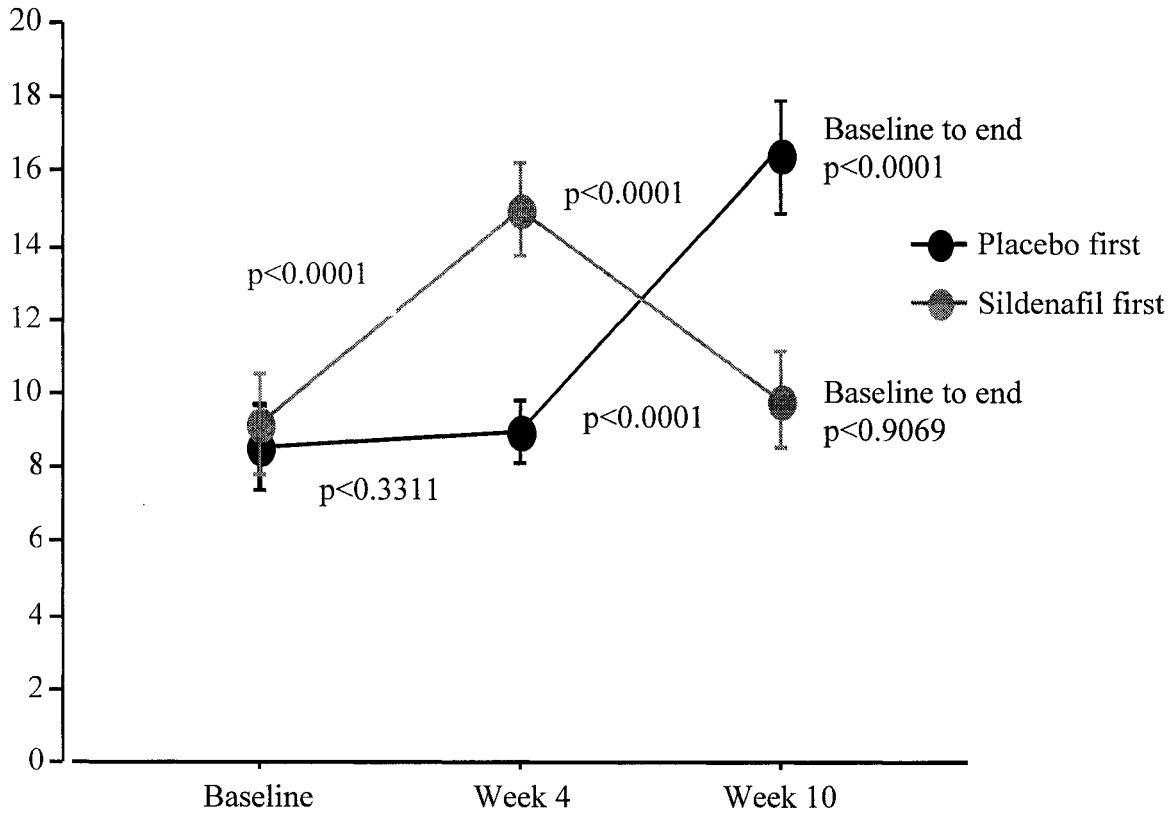 20
18
16
14
12
10
8
6
4
2
0
Baseline to end
p<0.0001
p<0.0001
p<0.0001
Placebo first
Sildenafil first
Baseline to end
p<0.9069
p<0.0001
p<0.3311
Baseline
Week 4
Week 10